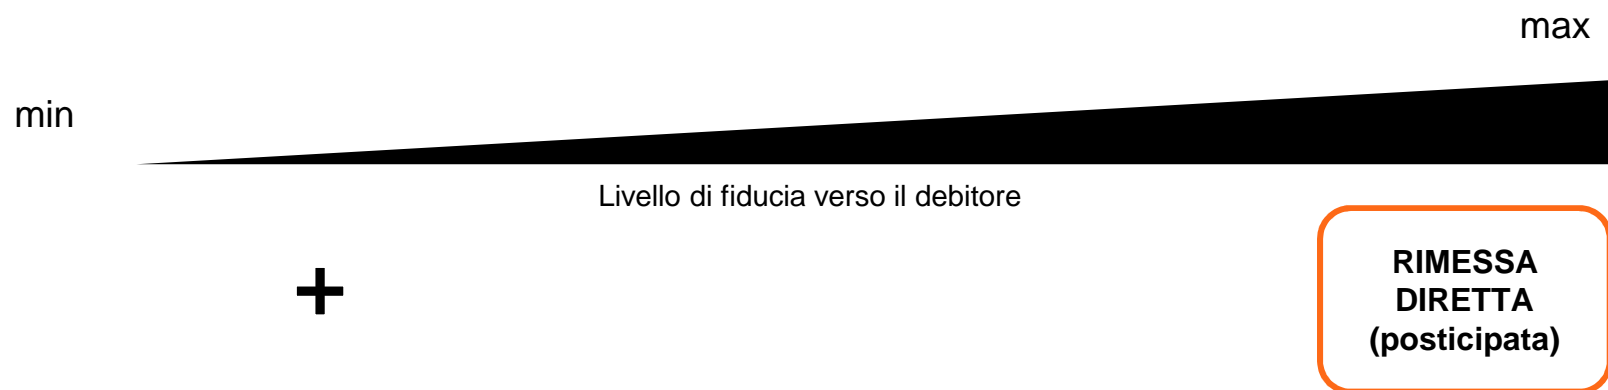 max
min
Livello di fiducia verso il debitore
+
RIMESSA
DIRETTA
(posticipata)